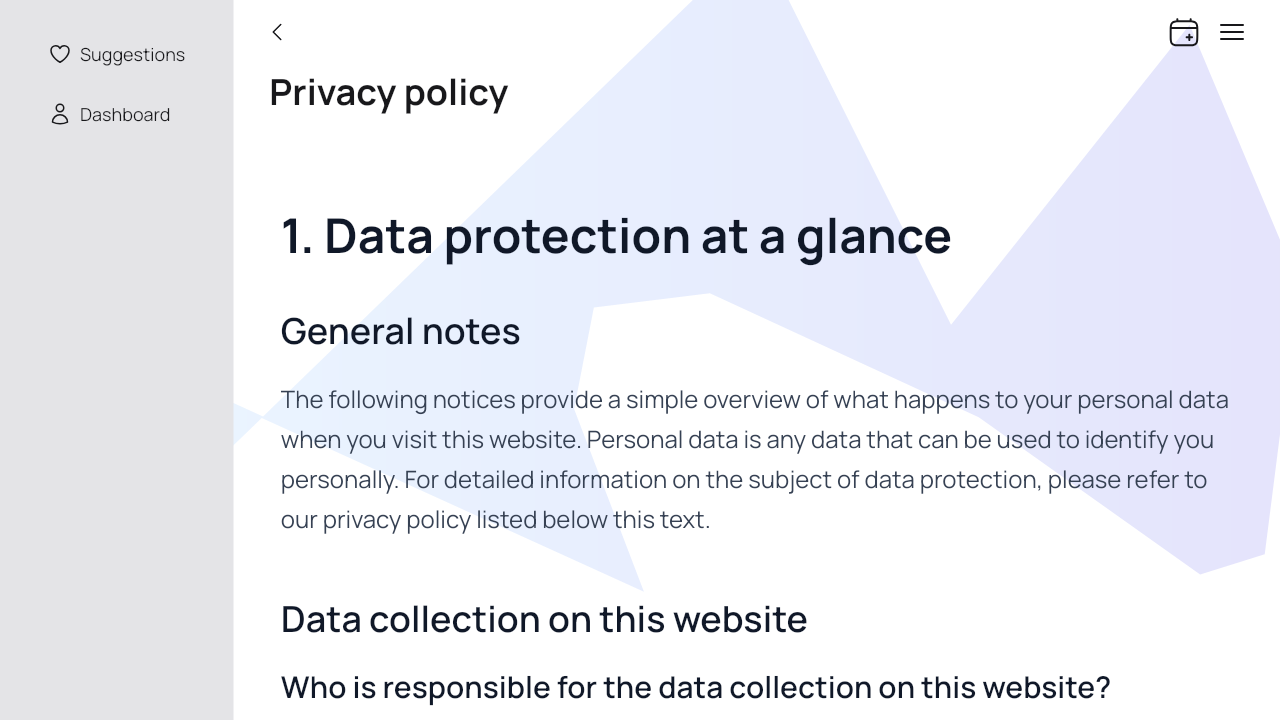 Suggestions
Dashboard
Privacy policy
1. Data protection at a glance
General notes
The following notices provide a simple overview of what happens to your personal data
when you visit this website. Personal data is any data that can be used to identify you
personally. For detailed information on the subject of data protection, please refer to
our privacy policy listed below this text.
Data collection on this website
Who is responsible for the data collection on this website?